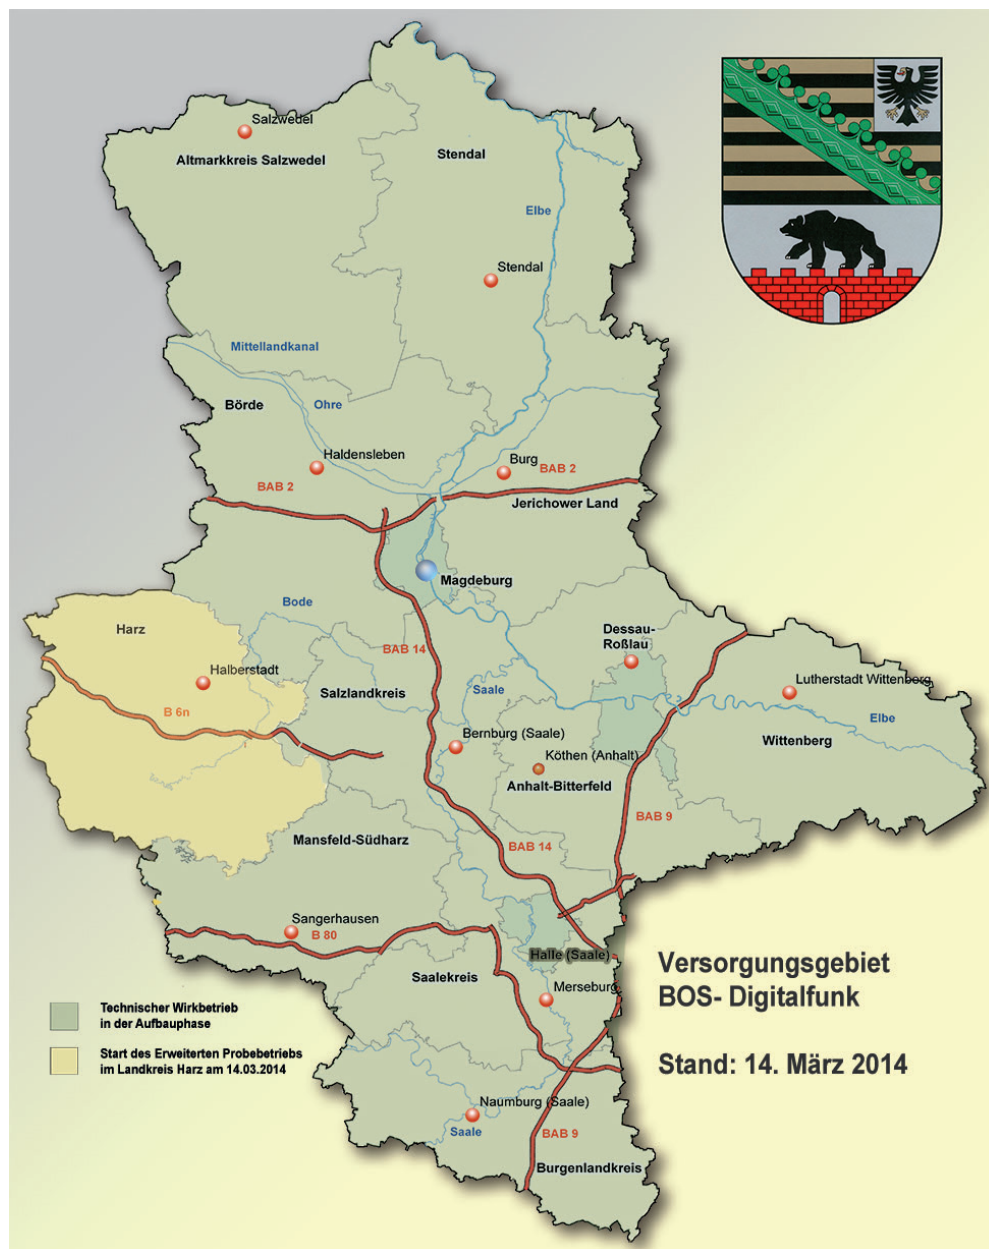 Salzwedel
Altmarkkreis Salzwedel
Stendal
Elbe
Stendal
Mittellandkanal
Ohre
Börde
Haldensleben
Burg
BAB 2
BAB 2
Jerichower Land
Magdeburg
Bode
Harz
Dessau-
Roßlau
BAB 14
Halberstadt
Salzlandkreis
Saale
Lutherstadt Wittenberg
B 6n
Elbe
Bernburg (Saale)
Wittenberg
Köthen (Anhalt)
Anhalt-Bitterfeld
BAB 9
Mansfeld-Südharz
BAB 14
Sangerhausen
B 80
Halle (Saale)
Saalekreis
Merseburg
Versorgungsgebiet
BOS- Digitalfunk
Stand: 14. März 2014
Technischer Wirkbetrieb
in der Aufbauphase
Start des Erweiterten Probebetriebs
im Landkreis Harz am 14.03.2014
Naumburg (Saale)
Saale
BAB 9
Burgenlandkreis